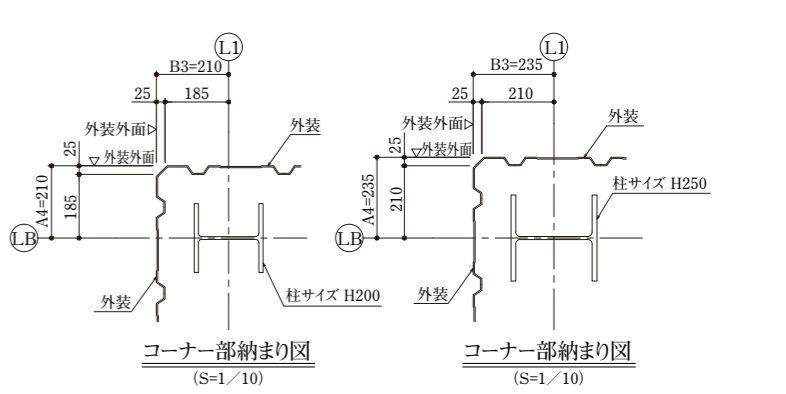 L1
B3=210
25 185
外装外面
外装
25
外装外面
A4=210
185
LB
外装
柱サイズ H200
コーナー部納まり図
(S=1／10)
L1
B3=235
25 210
外装外面
外装
25
外装外面
柱サイズ H250
A4=235
210
LB
外装
コーナー部納まり図
(S=1／10)